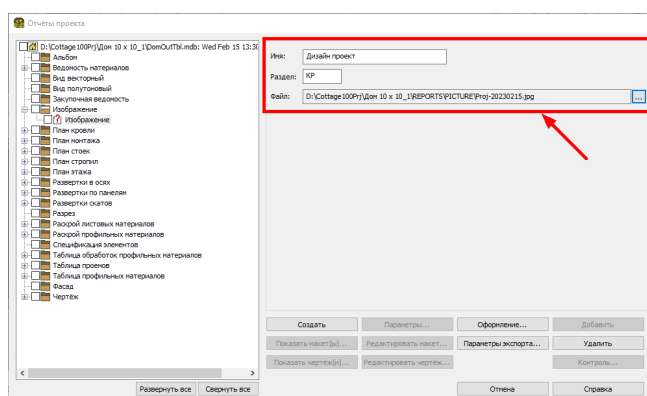 Отчёты проекта
D:\Cottage100Prj\Дом 10 x 10_1\DomOutTbl.mdb: Wed Feb 15 13:30
Альбом
Ведомость материалов
Вид векторный
Вид полутоновый
Закупочная ведомость
Изображение
Изображение
План кровли
План монтажа
План стоек
План стропил
План этажа
Развертки в осях
Развертки по панелям
Развертки скатов
Разрез
Раскрой листовых материалов
Раскрой профильных материалов
Спецификация элементов
Таблица обработок профильных материалов
Таблица проемов
Таблица профильных материалов
Фасад
Чертёж
Развернуть все Свернуть все
Имя: Дизайн проект
Раздел: КР
Файл: D:\Cottage100Prj\Дом 10 x 10_1\REPORTS\PICTURE\Proj-20230215.jpg ...
Создать Параметры... Оформление... Добавить
Показать макет(ы)... Редактировать макет... Параметры экспорта... Удалить
Показать чертёж(и)... Редактировать чертёж... Контроль...
Отмена Справка